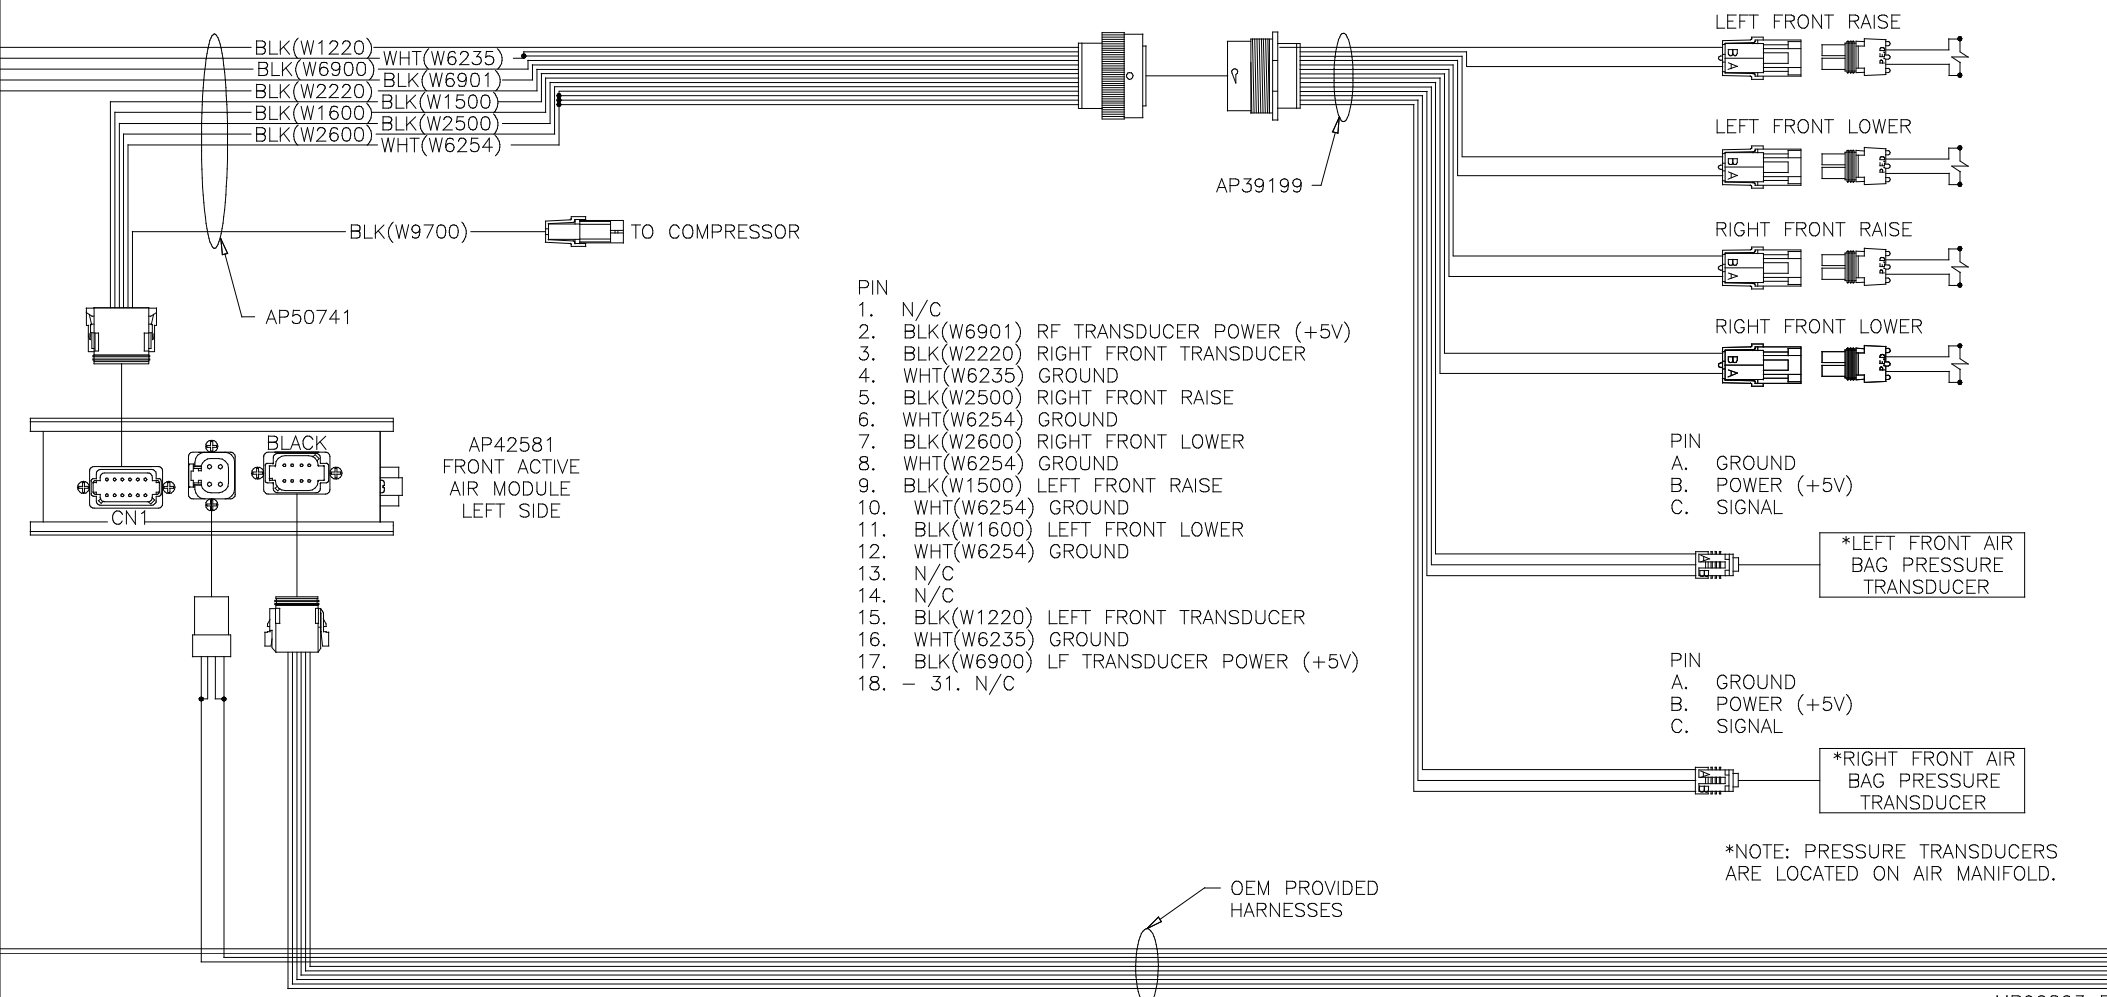 BLK(W1220)
WHT(W6235)
BLK(W6900)
BLK(W6901)
BLK(W2220)
BLK(W1500)
BLK(W1600)
BLK(W2500)
BLK(W2600)
WHT(W6254)
BLK(W9700)
TO COMPRESSOR
AP50741
AP39199
LEFT FRONT RAISE
B
A
LEFT FRONT LOWER
B
A
RIGHT FRONT RAISE
B
A
RIGHT FRONT LOWER
B
A
AP42581
FRONT ACTIVE
AIR MODULE
LEFT SIDE
BLACK
CN1
PIN
1. N/C
2. BLK(W6901) RF TRANSDUCER POWER (+5V)
3. BLK(W2220) RIGHT FRONT TRANSDUCER
4. WHT(W6235) GROUND
5. BLK(W2500) RIGHT FRONT RAISE
6. WHT(W6254) GROUND
7. BLK(W2600) RIGHT FRONT LOWER
8. WHT(W6254) GROUND
9. BLK(W1500) LEFT FRONT RAISE
10. WHT(W6254) GROUND
11. BLK(W1600) LEFT FRONT LOWER
12. WHT(W6254) GROUND
13. N/C
14. N/C
15. BLK(W1220) LEFT FRONT TRANSDUCER
16. WHT(W6235) GROUND
17. BLK(W6900) LF TRANSDUCER POWER (+5V)
18. – 31. N/C
PIN
A. GROUND
B. POWER (+5V)
C. SIGNAL
*LEFT FRONT AIR
BAG PRESSURE
TRANSDUCER
PIN
A. GROUND
B. POWER (+5V)
C. SIGNAL
*RIGHT FRONT AIR
BAG PRESSURE
TRANSDUCER
*NOTE: PRESSURE TRANSDUCERS
ARE LOCATED ON AIR MANIFOLD.
OEM PROVIDED
HARNESSES